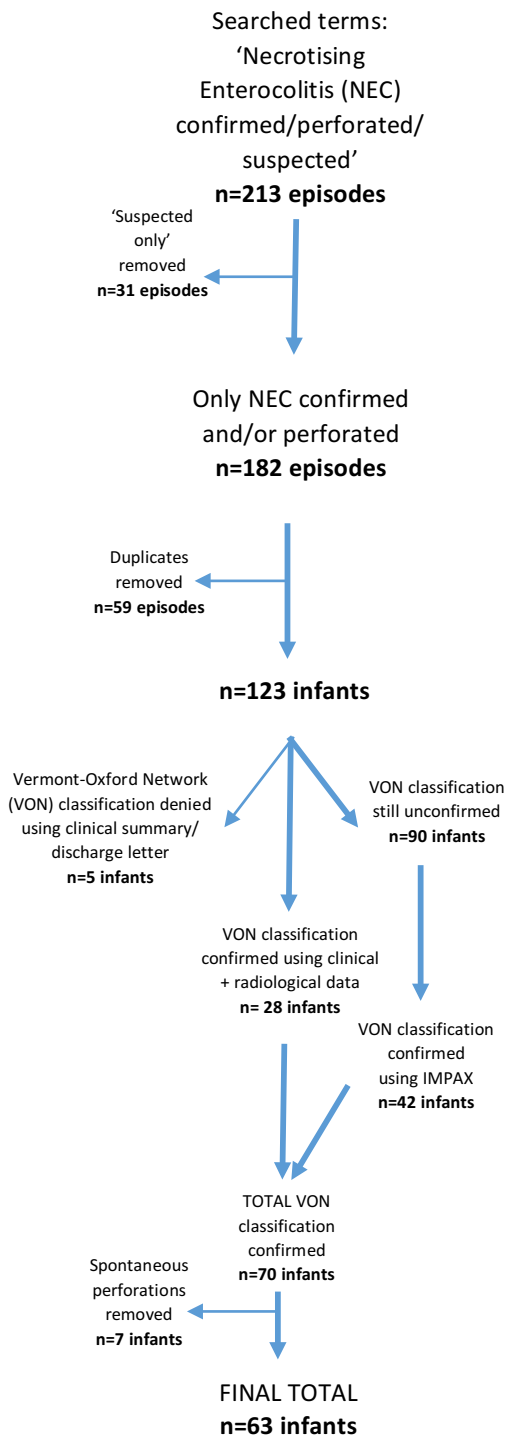 Searched terms:
‘Necrotising
Enterocolitis (NEC)
confirmed/perforated/
suspected’
n=213 episodes
‘Suspected
only’
removed
n=31 episodes
Only NEC confirmed
and/or perforated
n=182 episodes
Duplicates
removed
n=59 episodes
n=123 infants
Vermont-Oxford Network
(VON) classification denied
using clinical summary/
discharge letter
n=5 infants
VON classification
still unconfirmed
n=90 infants
VON classification
confirmed using clinical
+ radiological data
n= 28 infants
VON classification
confirmed
using IMPAX
n=42 infants
TOTAL VON
classification
confirmed
n=70 infants
Spontaneous
perforations
removed
n=7 infants
FINAL TOTAL
n=63 infants